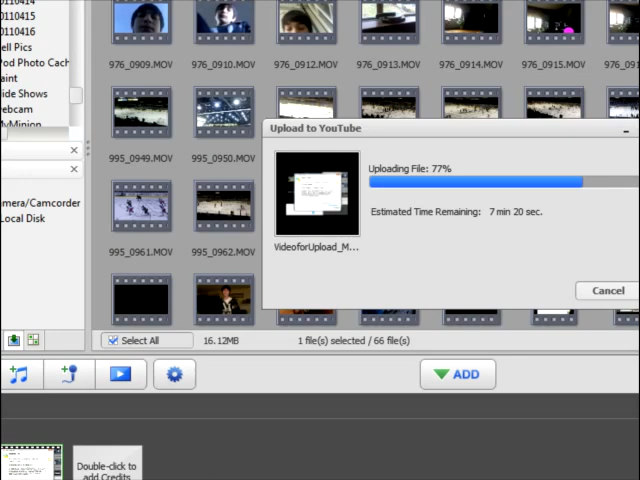 0110414
0110415
0110416
ell Pics
Pod Photo Cach
aint
lide Shows
ebcam
MyMinion
amera/Camcorder
Local Disk
976_0909.MOV
976_0910.MOV
976_0912.MOV
976_0913.MOV
976_0914.MOV
976_0915.MOV
976_091
995_0949.MOV
995_0950.MOV
995_0961.MOV
995_0962.MOV
Upload to YouTube
Uploading File: 77%
Estimated Time Remaining: 7 min 20 sec.
VideoforUpload_M...
Cancel
Select All
16.12MB
1 file(s) selected / 66 file(s)
ADD
Double-click to
add Credits